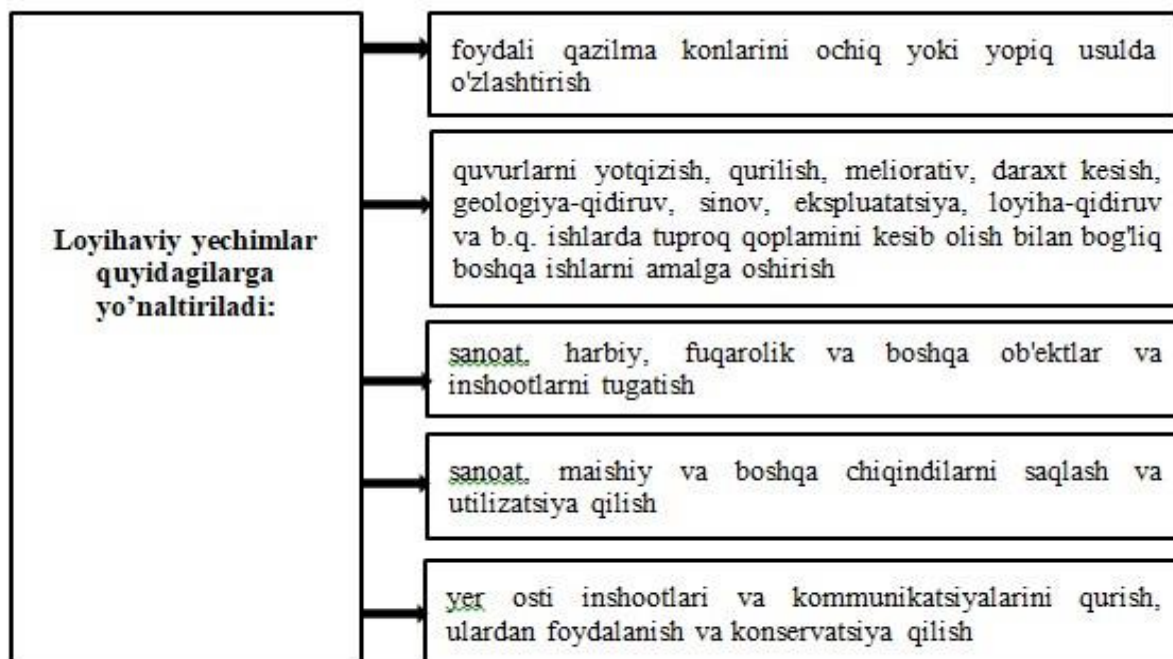 Loyihaviy yechimlar
quyidagilarga
yo’naltiriladi:
foydali qazilma konlarini ochiq yoki yopiq usulda
o'zlashtirish
quvurlarni yotqizish, qurilish, meliorativ, daraxt kesish,
geologiya-qidiruv, sinov, ekspluatatsiya, loyiha-qidiruv
va b.q. ishlarda tuproq qoplamini kesib olish bilan bog'liq
boshqa ishlarni amalga oshirish
sanoat, harbiy, fuqarolik va boshqa ob'ektlar va
inshootlarni tugatish
sanoat, maishiy va boshqa chiqindilarni saqlash va
utilizatsiya qilish
yer osti inshootlari va kommunikatsiyalarini qurish,
ulardan foydalanish va konservatsiya qilish